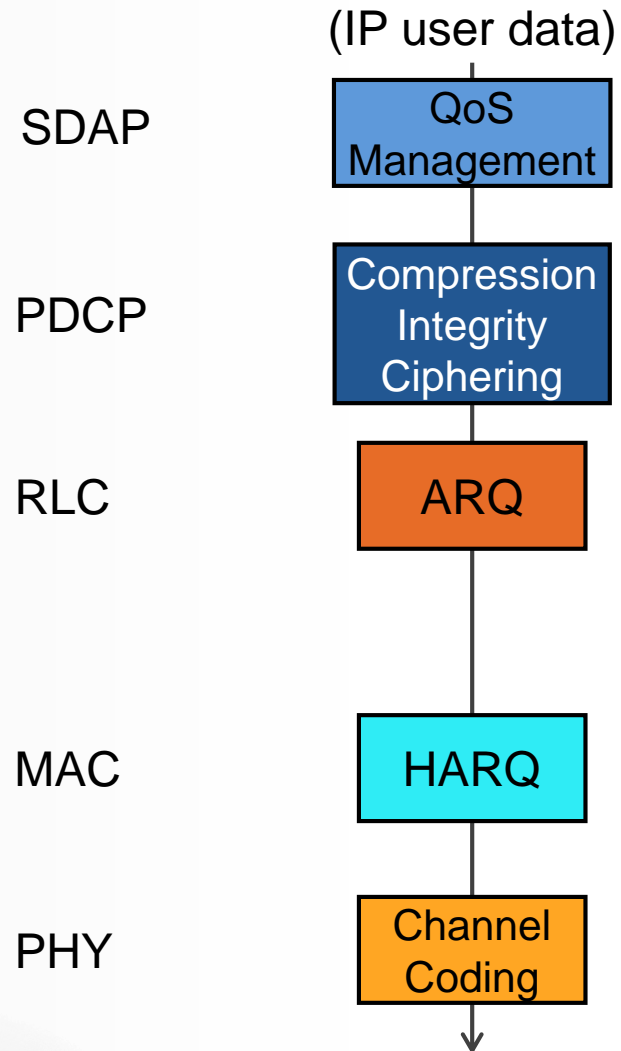 (IP user data)
SDAP
QoS
Management
PDCP
Compression
Integrity
Ciphering
RLC
ARQ
MAC
HARQ
PHY
Channel
Coding